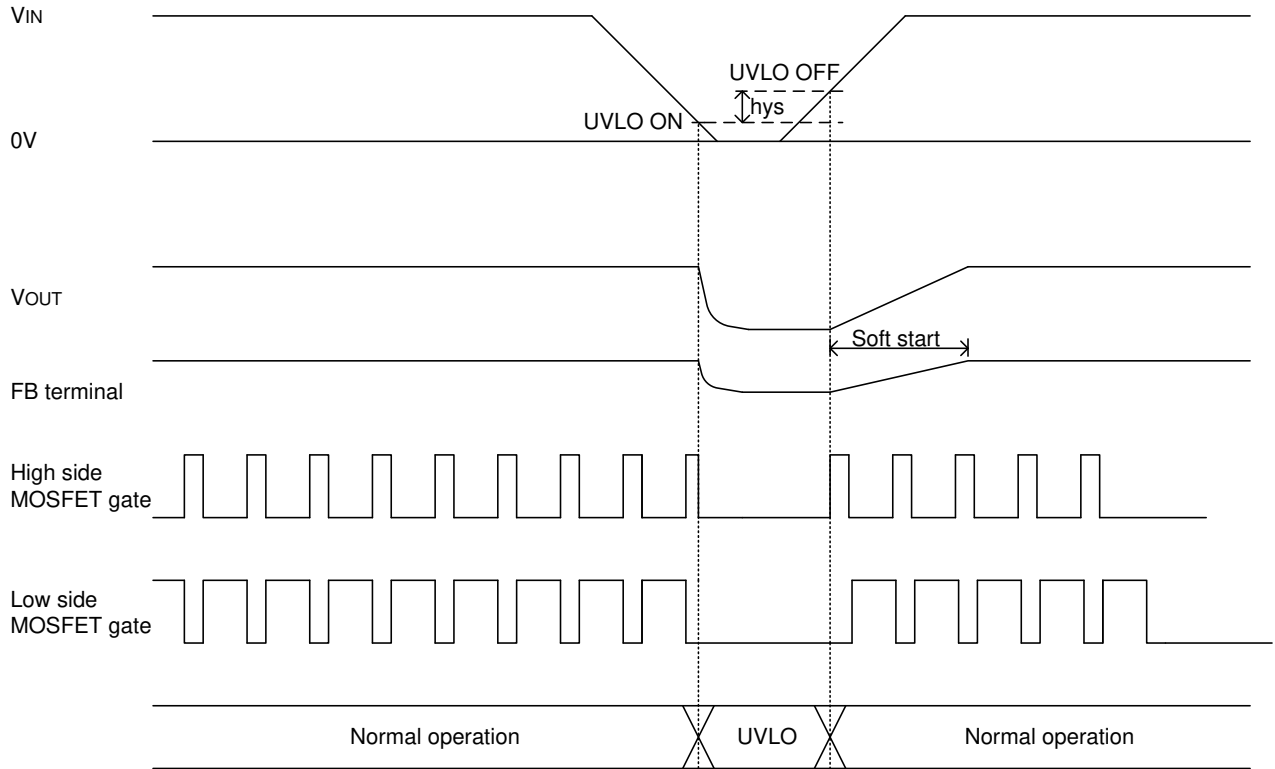 VIN
UVLO OFF
hys
UVLO ON
0V
VOUT
Soft start
FB terminal
High side
MOSFET gate
Low side
MOSFET gate
Normal operation
UVLO
Normal operation